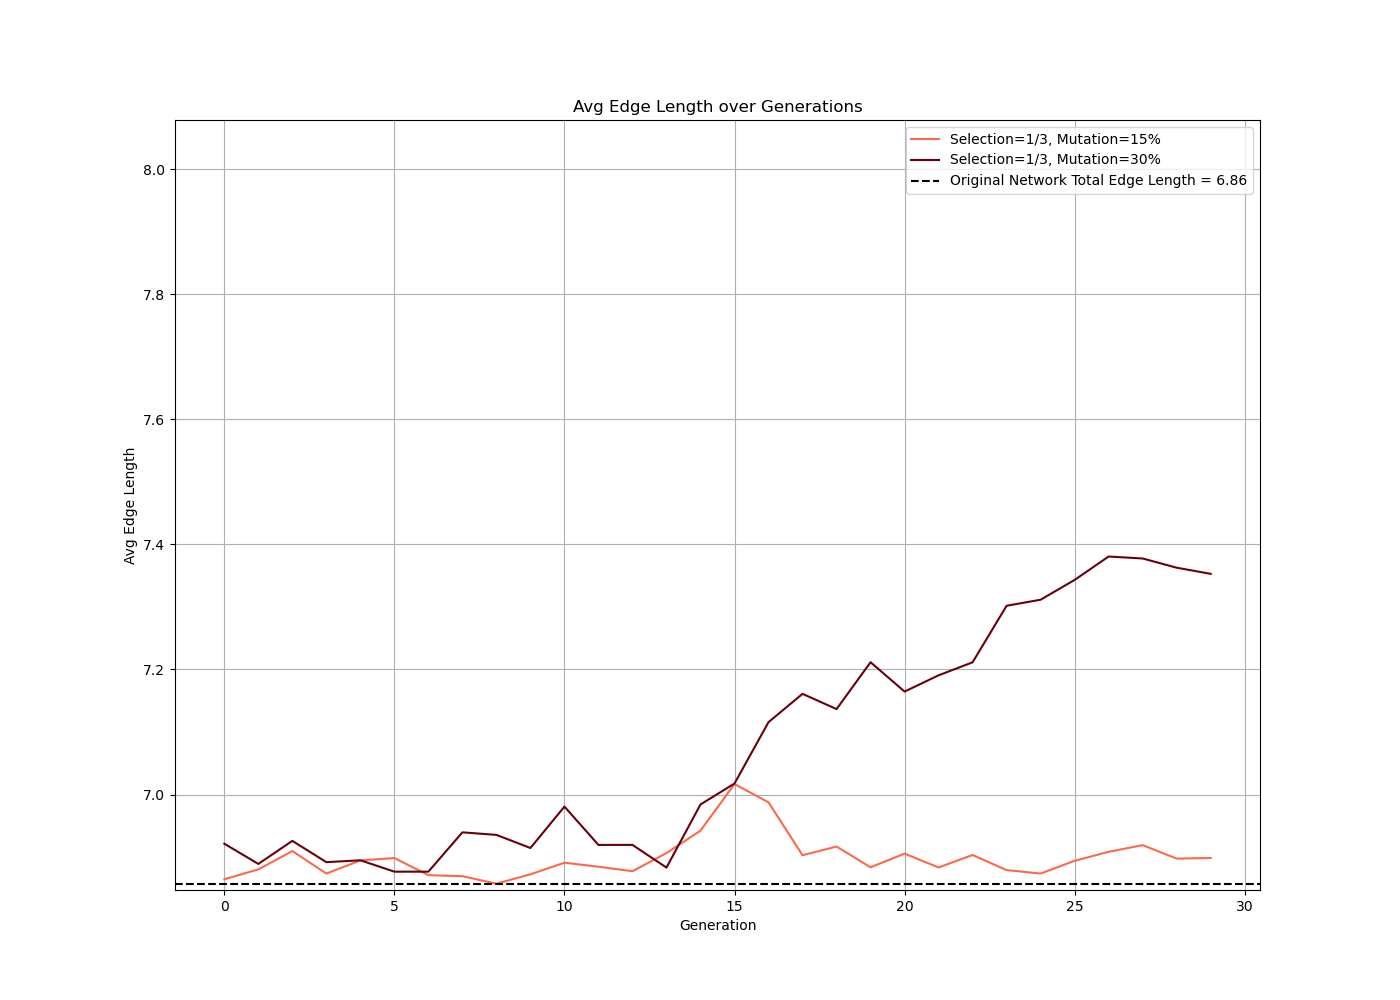 Avg Edge Length over Generations
Selection=1/3, Mutation=15%
Selection=1/3, Mutation=30%
Original Network Total Edge Length = 6.86
8.0
7.8
7.6
7.4
7.2
7.0
Avg Edge Length
0 5 10 15 20 25 30
Generation